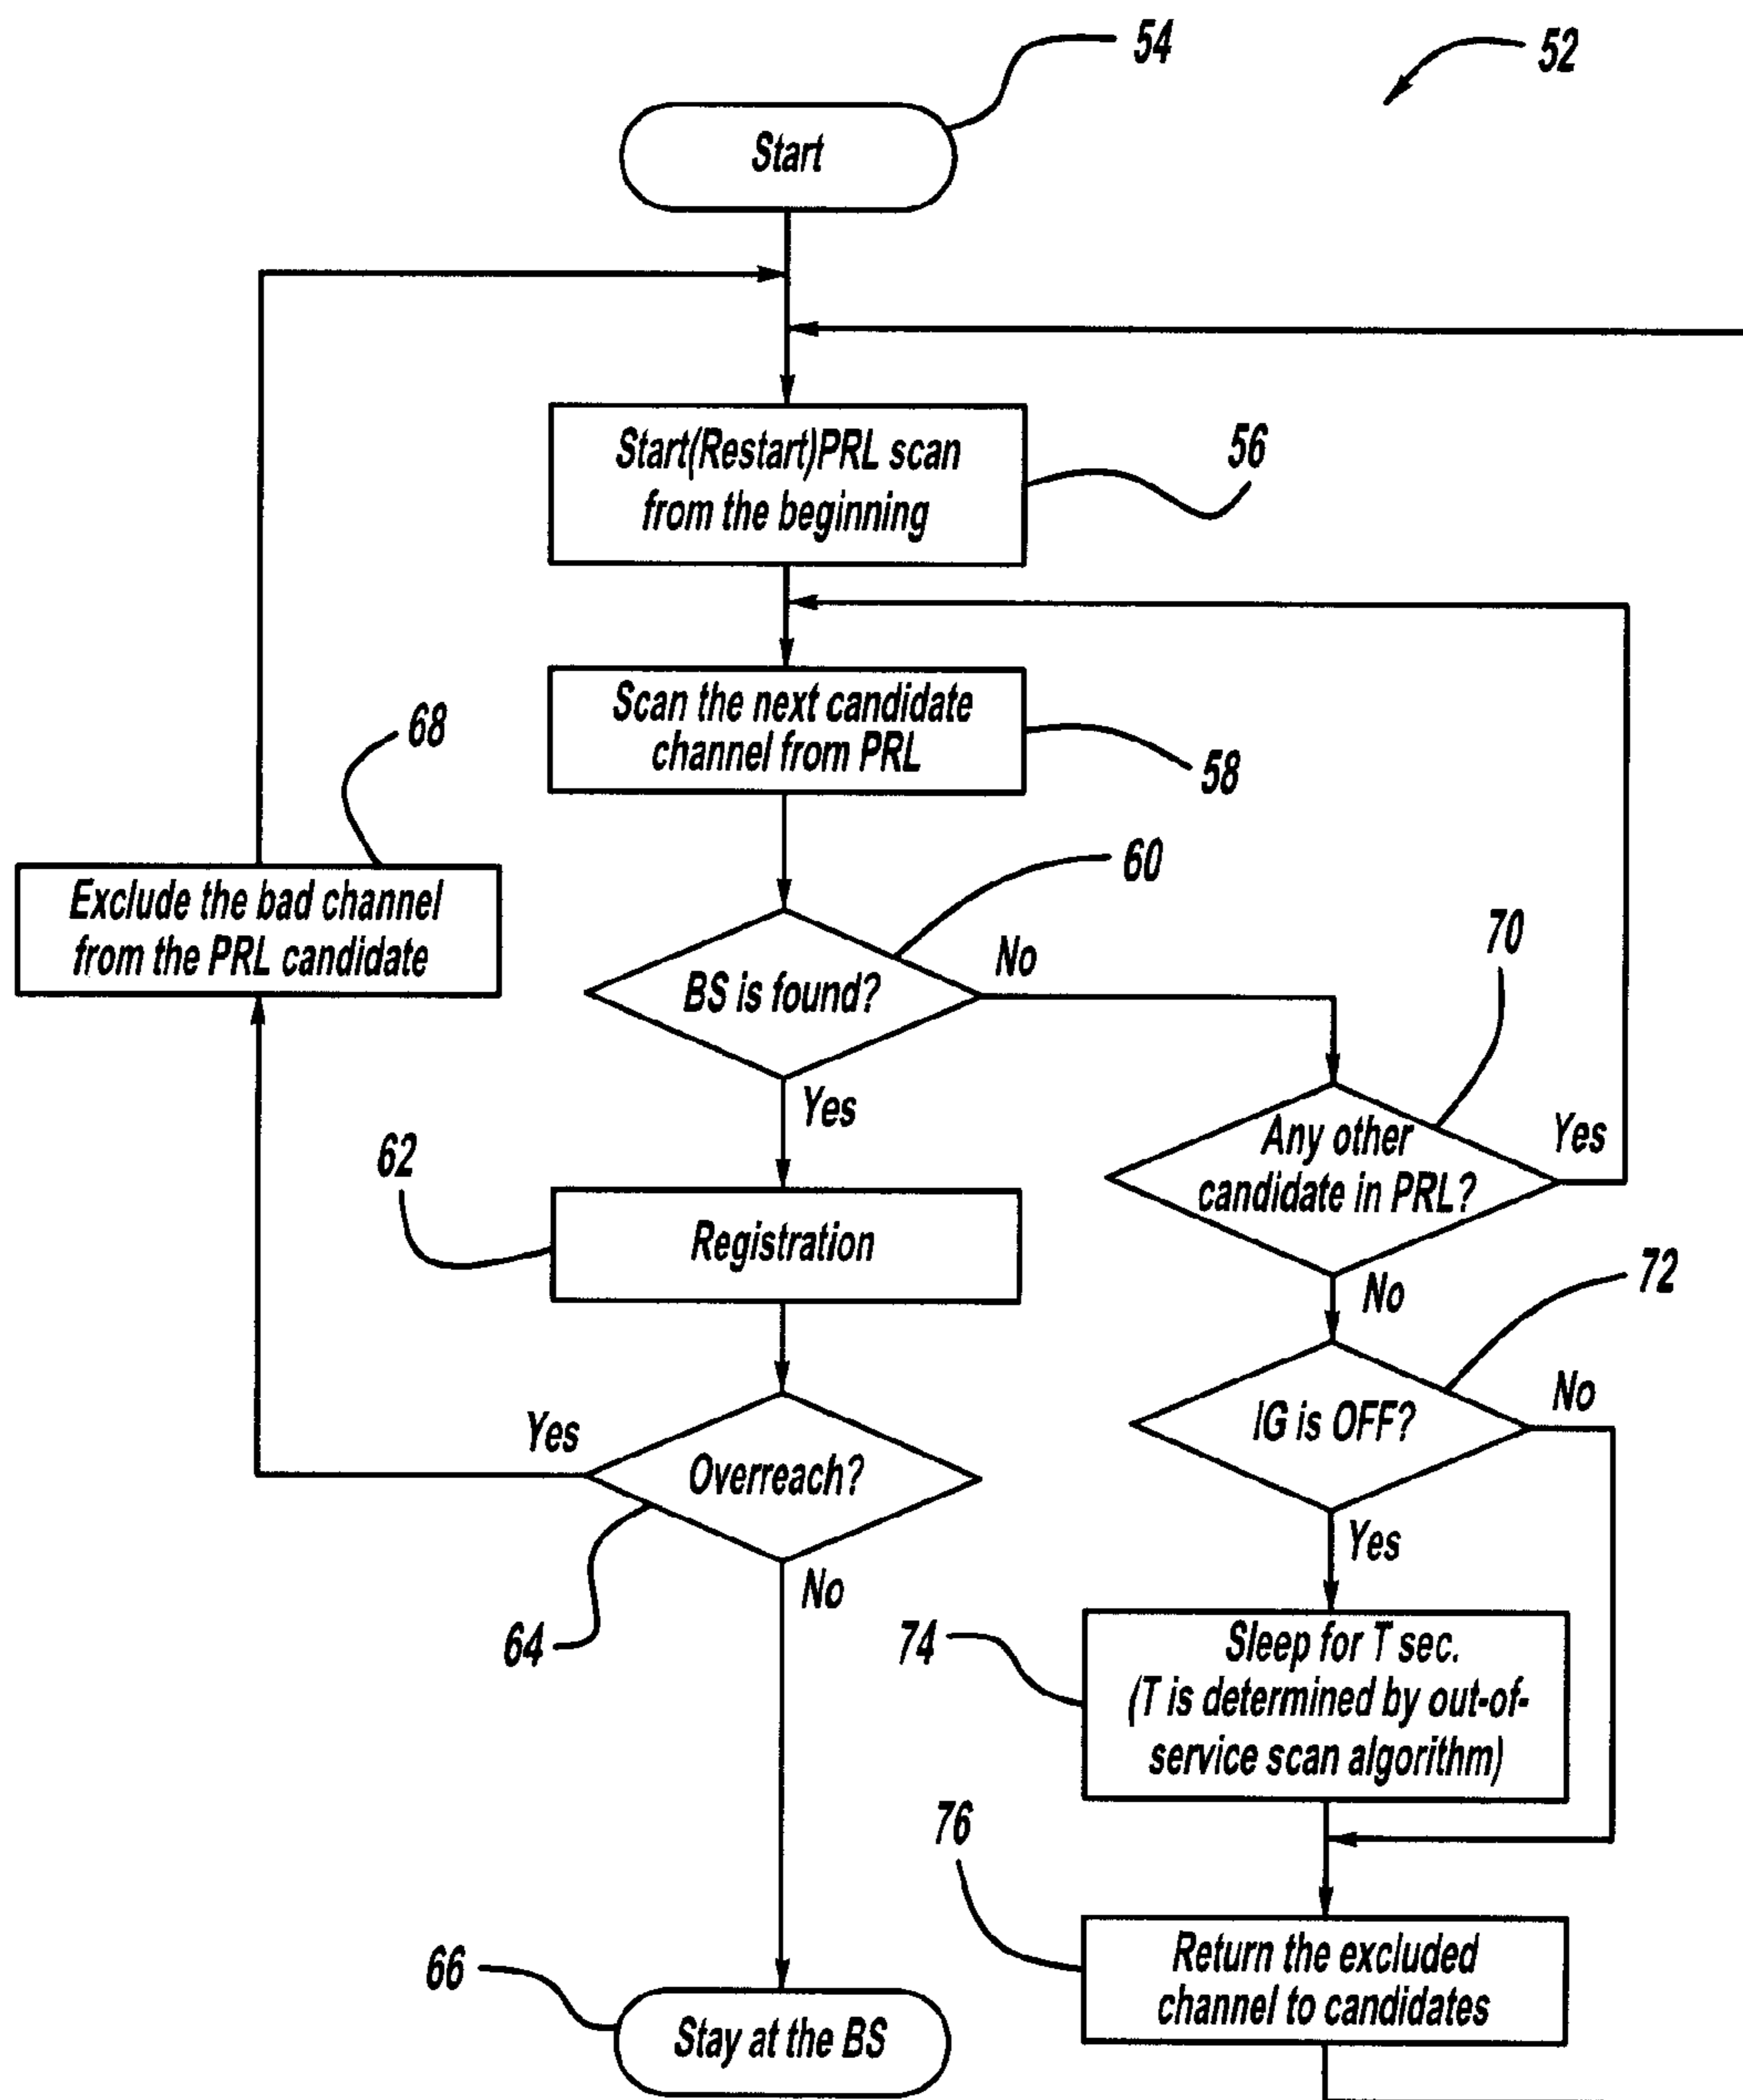 54
52
Start
Start(Restart)PRL scan
from the beginning
56
Scan the next candidate
channel from PRL
58
68
Exclude the bad channel
from the PRL candidate
60
BS is found?
No
Yes
70
Any other
candidate in PRL?
Yes
No
62
Registration
72
IG is OFF?
No
Yes
Overreach?
Yes
No
64
74
Sleep for T sec.
(T is determined by out-of-
service scan algorithm)
76
Return the excluded
channel to candidates
66
Stay at the BS